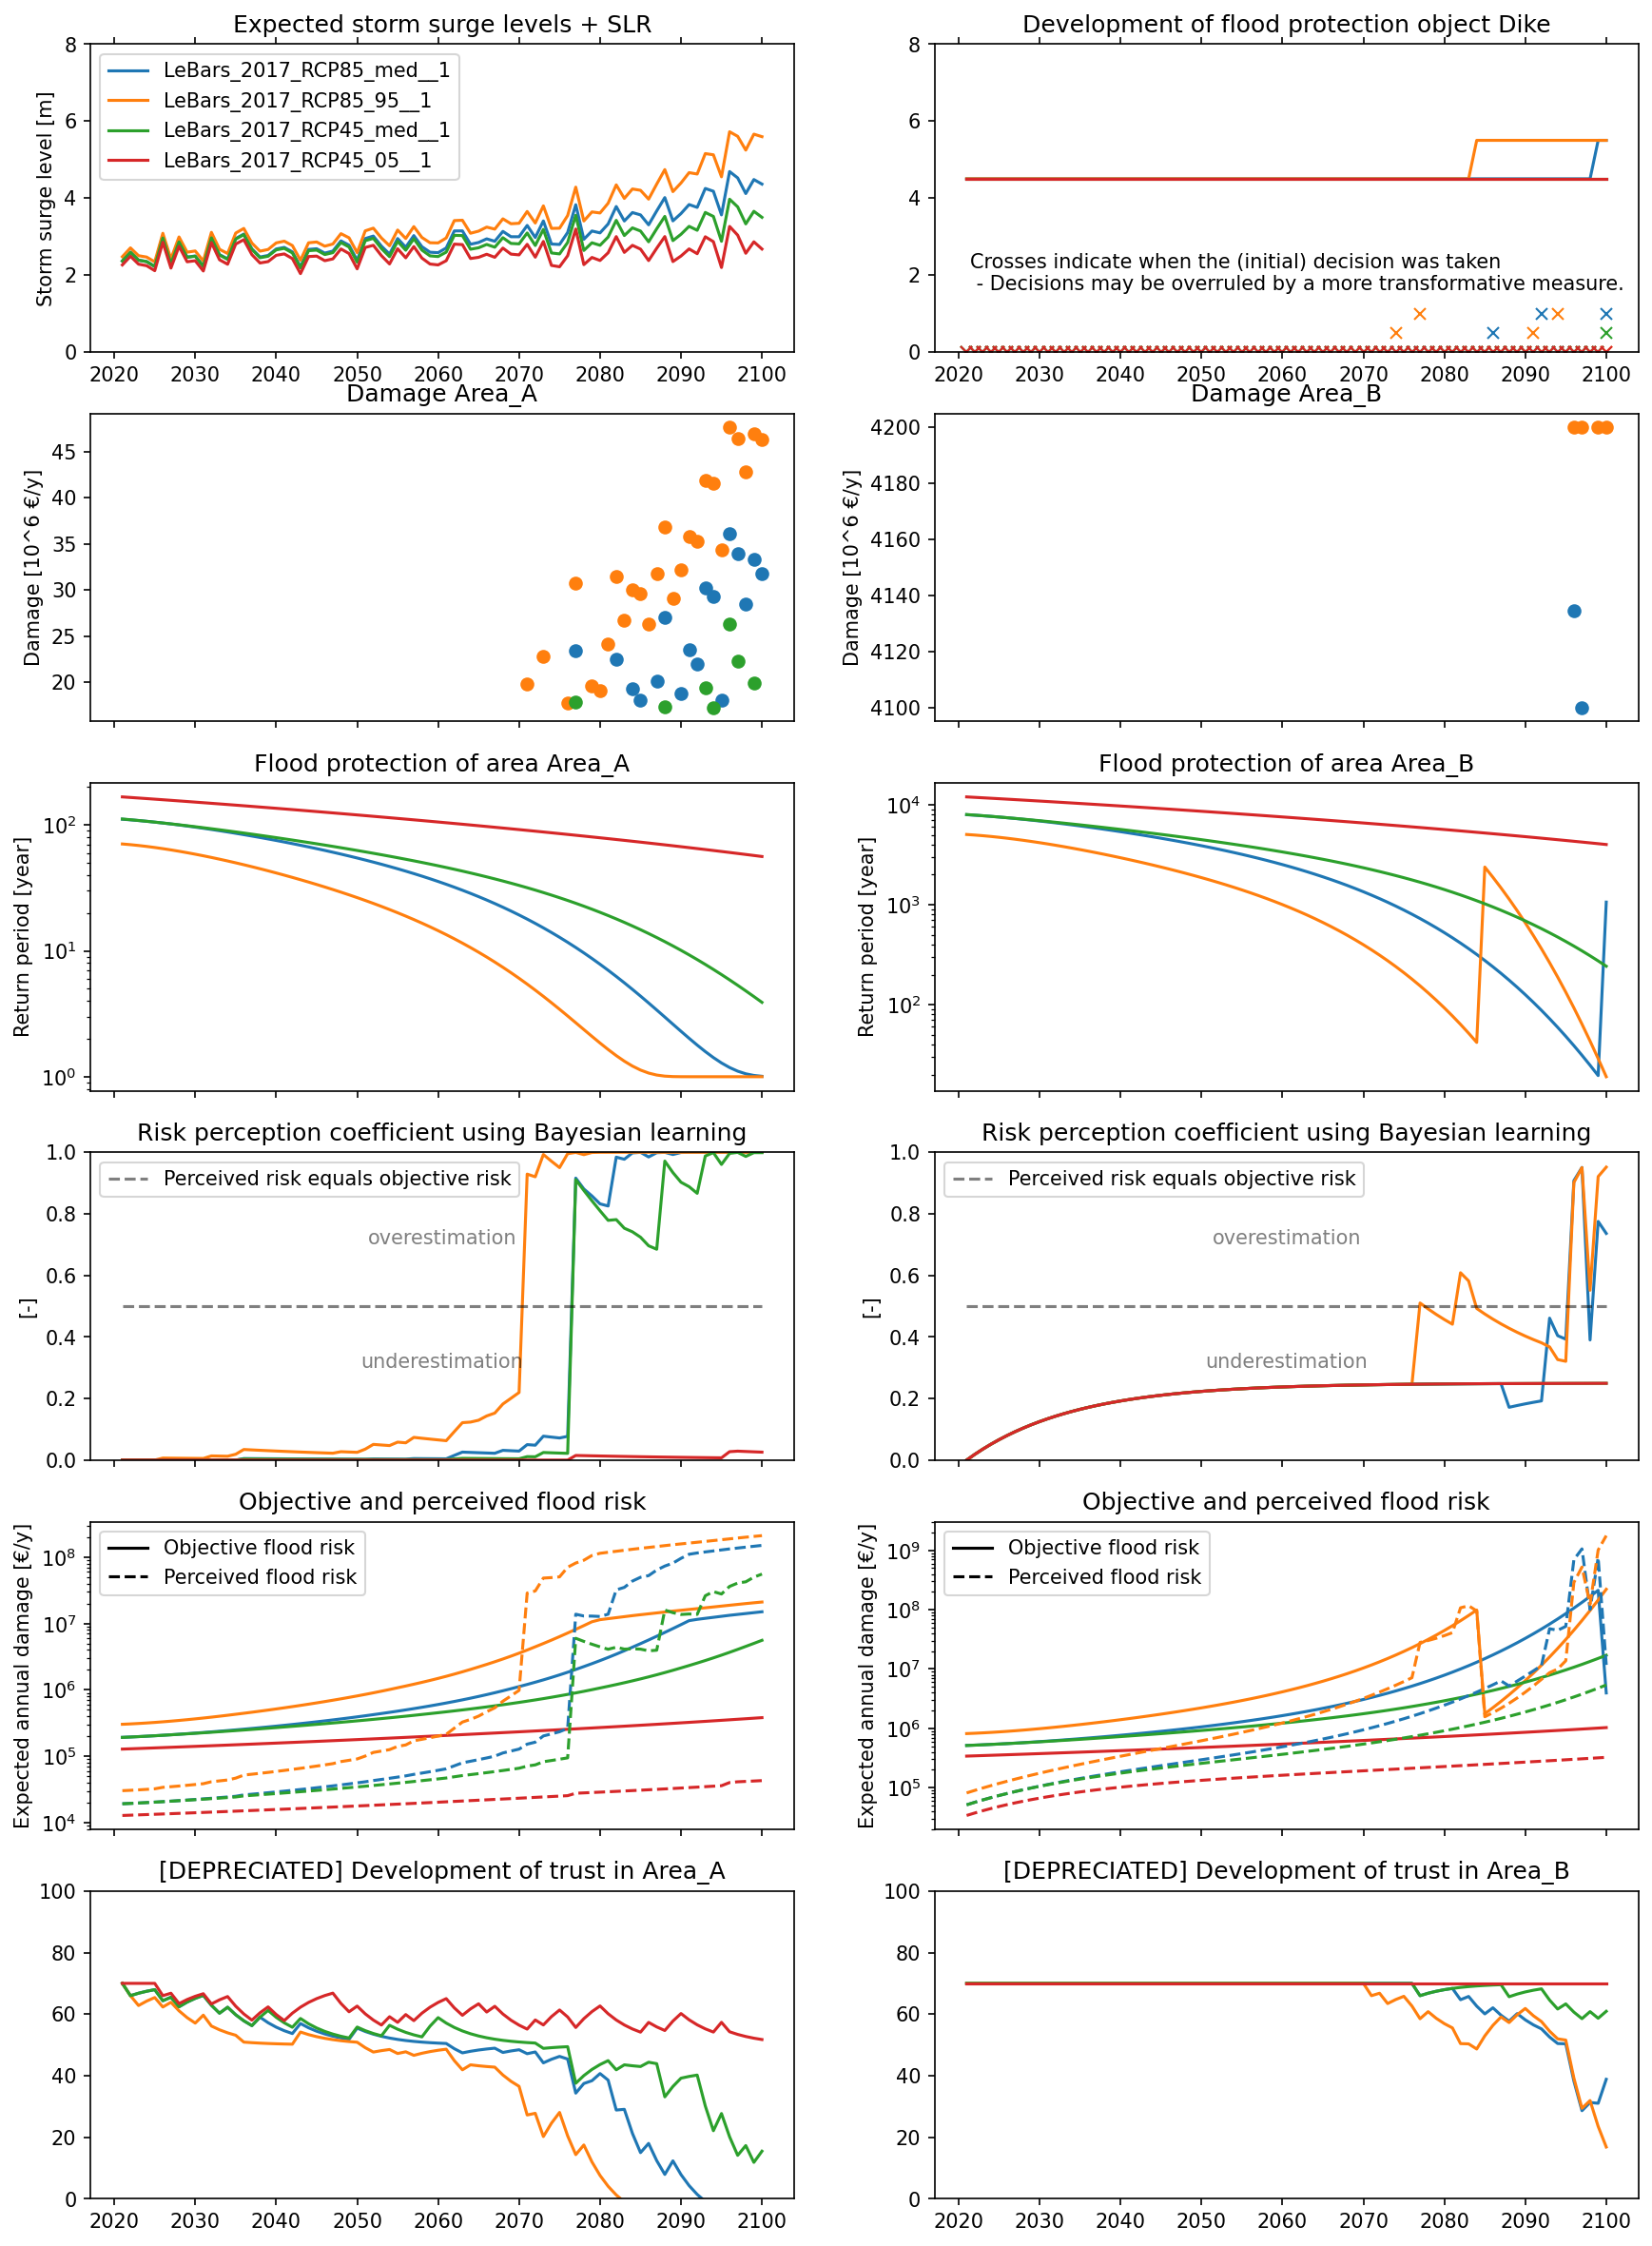 Expected storm surge levels + SLR
Storm surge level [m]
8
6
4
2
0
LeBars_2017_RCP85_med__1
LeBars_2017_RCP85_95__1
LeBars_2017_RCP45_med__1
LeBars_2017_RCP45_05__1
2020 2030 2040 2050 2060 2070 2080 2090 2100
Development of flood protection object Dike
8
6
4
2
0
Crosses indicate when the (initial) decision was taken
- Decisions may be overruled by a more transformative measure.
2020 2030 2040 2050 2060 2070 2080 2090 2100
Damage Area_A
Damage [10^6 €/y]
45
40
35
30
25
20
Damage Area_B
Damage [10^6 €/y]
4200
4180
4160
4140
4120
4100
Flood protection of area Area_A
Return period [year]
10²
10¹
10⁰
Flood protection of area Area_B
Return period [year]
10⁴
10³
10²
Risk perception coefficient using Bayesian learning
[-]
1.0
0.8
0.6
0.4
0.2
0.0
Perceived risk equals objective risk
overestimation
underestimation
Risk perception coefficient using Bayesian learning
[-]
1.0
0.8
0.6
0.4
0.2
0.0
Perceived risk equals objective risk
overestimation
underestimation
Objective and perceived flood risk
Expected annual damage [€/y]
10⁸
10⁷
10⁶
10⁵
10⁴
Objective flood risk
Perceived flood risk
Objective and perceived flood risk
Expected annual damage [€/y]
10⁹
10⁸
10⁷
10⁶
10⁵
Objective flood risk
Perceived flood risk
[DEPRECIATED] Development of trust in Area_A
100
80
60
40
20
0
2020 2030 2040 2050 2060 2070 2080 2090 2100
[DEPRECIATED] Development of trust in Area_B
100
80
60
40
20
0
2020 2030 2040 2050 2060 2070 2080 2090 2100